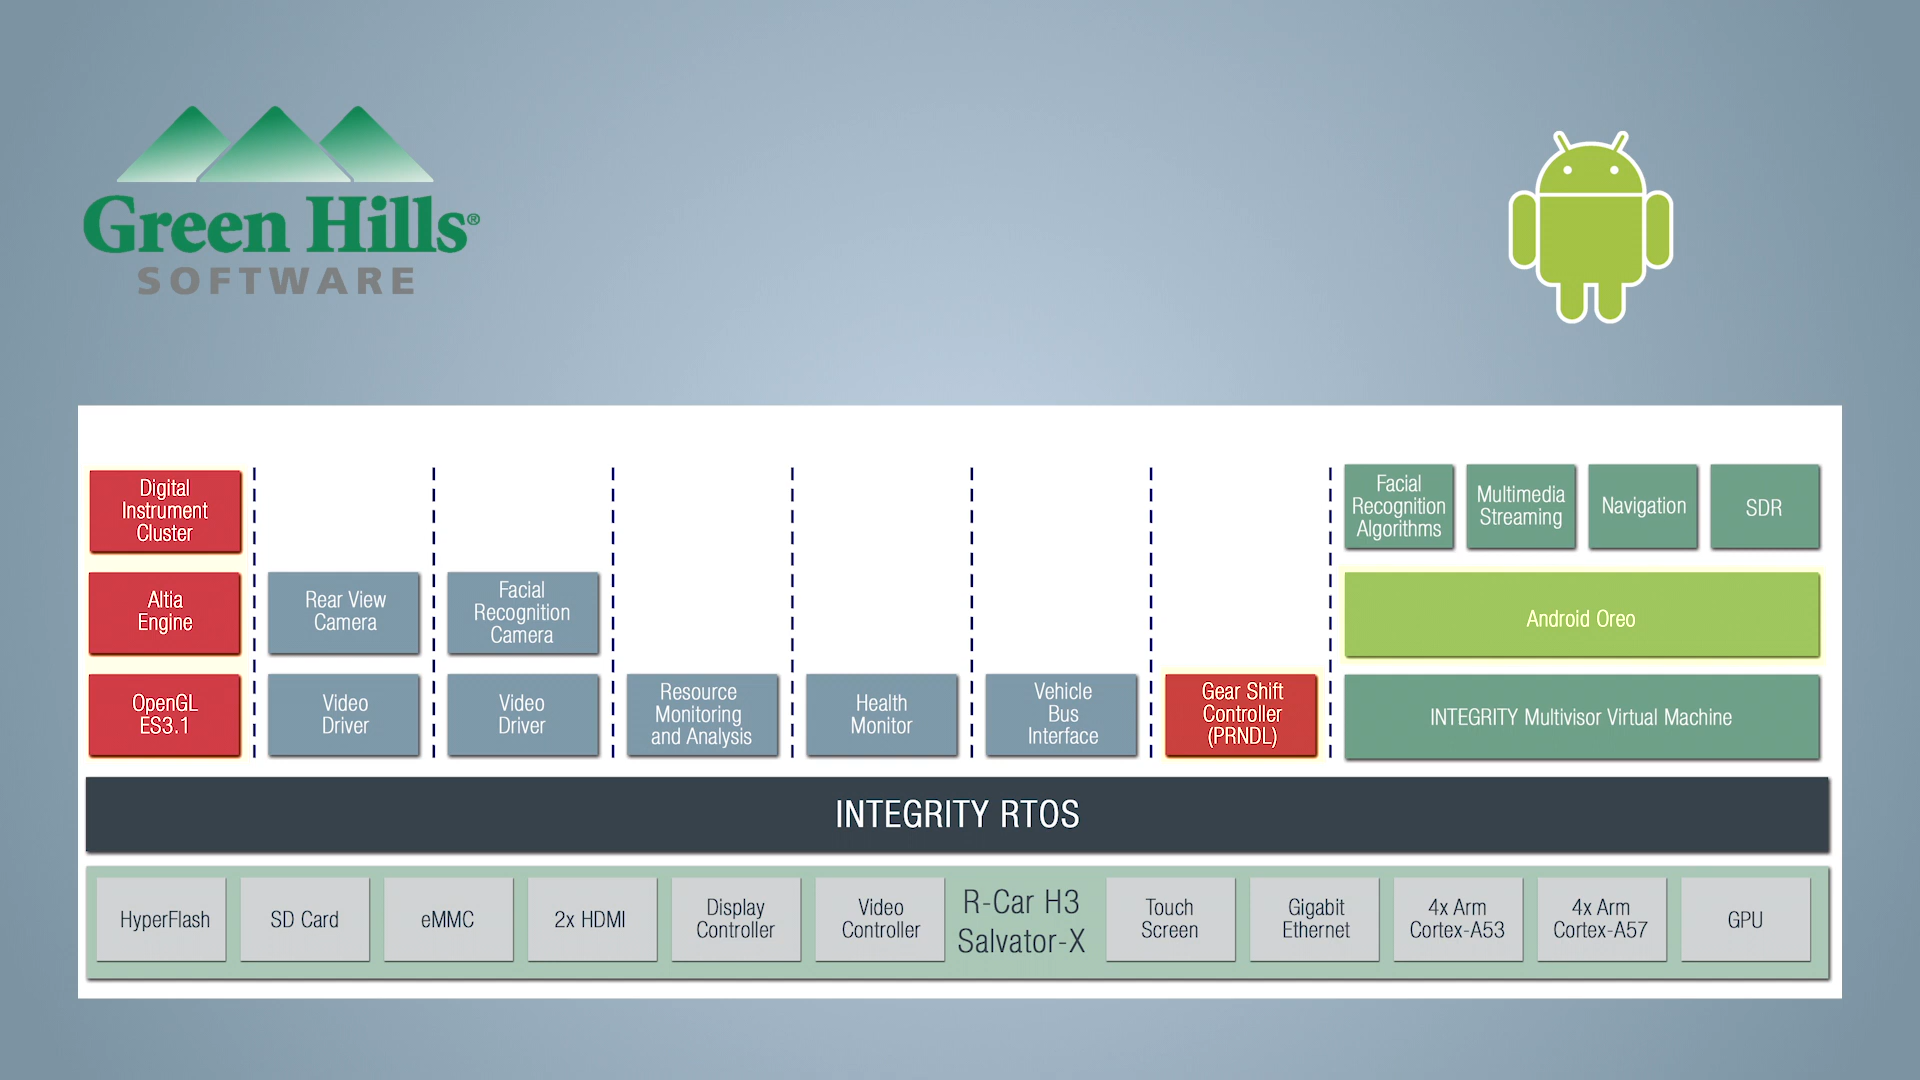 Green Hills®
SOFTWARE
Digital
Instrument
Cluster
Altia
Engine
OpenGL
ES3.1
Rear View
Camera
Video
Driver
Facial
Recognition
Camera
Video
Driver
Resource
Monitoring
and Analysis
Health
Monitor
Vehicle
Bus
Interface
Gear Shift
Controller
(PRNDL)
Facial
Recognition
Algorithms
Multimedia
Streaming
Navigation
SDR
Android Oreo
INTEGRITY Multivisor Virtual Machine
INTEGRITY RTOS
HyperFlash
SD Card
eMMC
2x HDMI
Display
Controller
Video
Controller
R-Car H3
Salvator-X
Touch
Screen
Gigabit
Ethernet
4x Arm
Cortex-A53
4x Arm
Cortex-A57
GPU